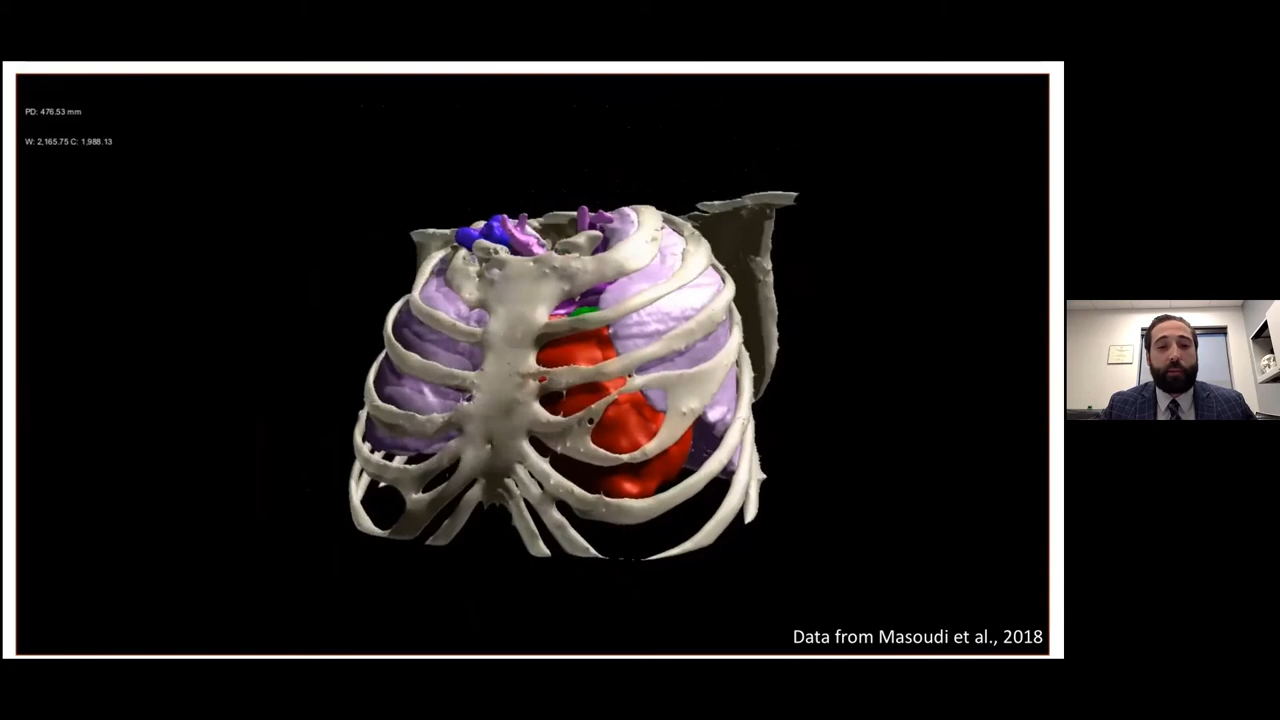 PD: 476.53 mm
W: 2,165.75 C: 1,988.13
Data from Masoudi et al., 2018